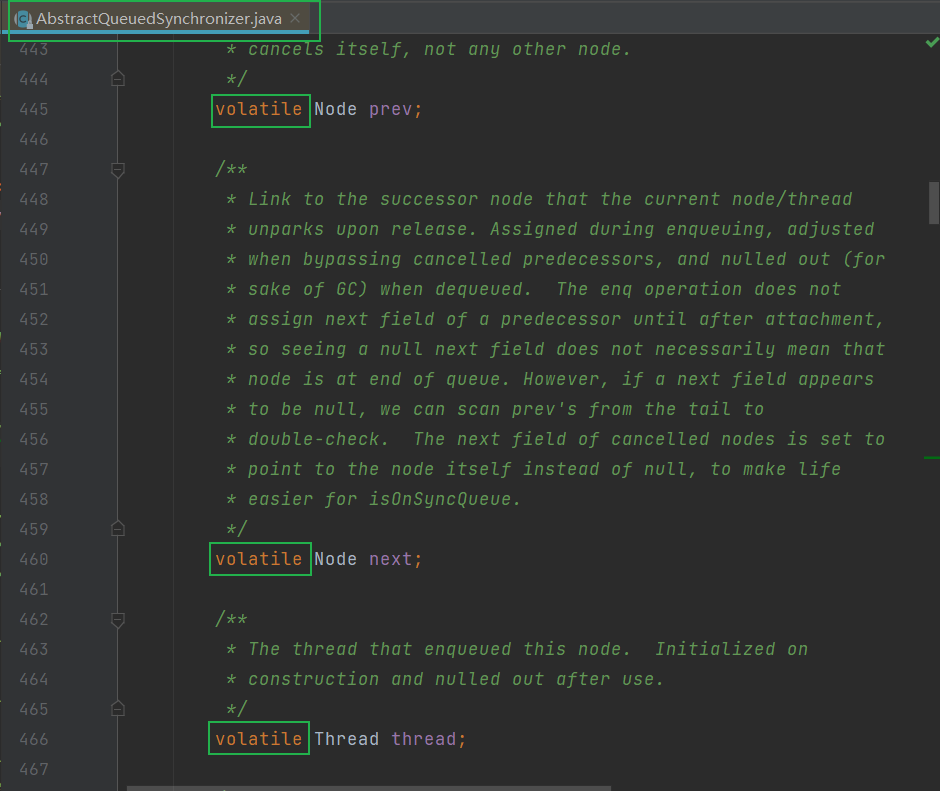 AbstractQueuedSynchronizer.java
443 * cancels itself, not any other node.
444 */
445 volatile Node prev;
446
447 /**
448 * Link to the successor node that the current node/thread
449 * unparks upon release. Assigned during enqueuing, adjusted
450 * when bypassing cancelled predecessors, and nulled out (for
451 * sake of GC) when dequeued.  The enq operation does not
452 * assign next field of a predecessor until after attachment,
453 * so seeing a null next field does not necessarily mean that
454 * node is at end of queue. However, if a next field appears
455 * to be null, we can scan prev's from the tail to
456 * double-check.  The next field of cancelled nodes is set to
457 * point to the node itself instead of null, to make life
458 * easier for isOnSyncQueue.
459 */
460 volatile Node next;
461
462 /**
463 * The thread that enqueued this node.  Initialized on
464 * construction and nulled out after use.
465 */
466 volatile Thread thread;
467